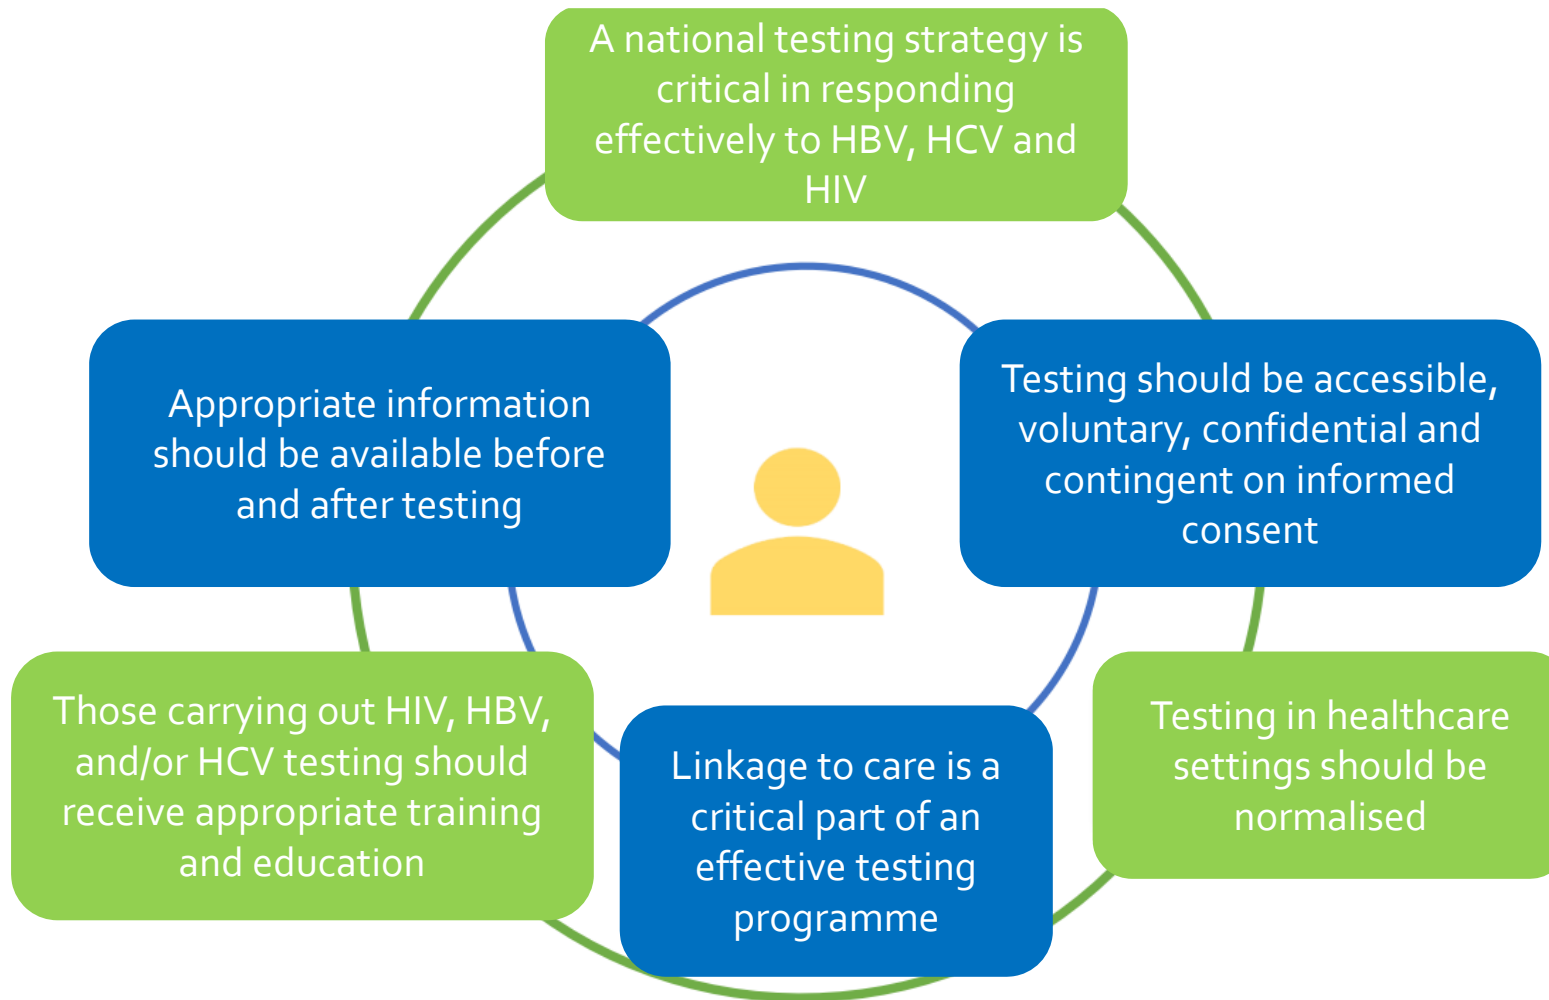 A national testing strategy is
critical in responding
effectively to HBV, HCV and
HIV
Appropriate information
should be available before
and after testing
Testing should be accessible,
voluntary, confidential and
contingent on informed
consent
Those carrying out HIV, HBV,
and/or HCV testing should
receive appropriate training
and education
Linkage to care is a
critical part of an
effective testing
programme
Testing in healthcare
settings should be
normalised